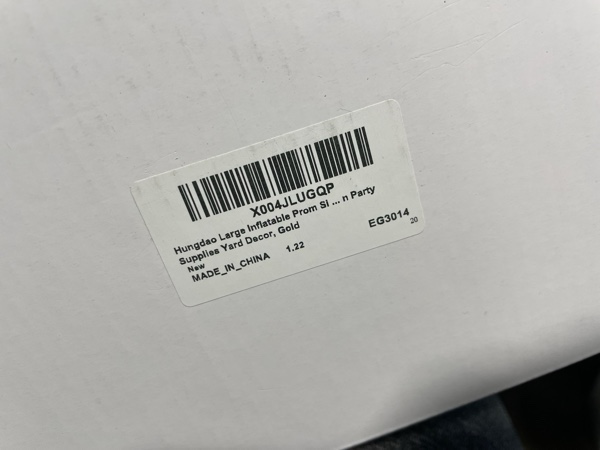 X004JLUGQP
Hungdao Large Inflatable Prom Si ... n Party
Supplies Yard Decor, Gold
New
MADE_IN_CHINA 1.22 EG3014
20